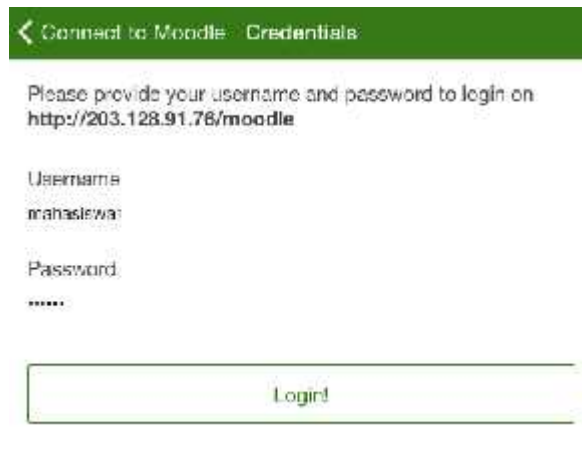 Connect to Moodle Credentials
Please provide your username and password to login on
http://203.128.91.76/moodle
Username
mahasiswa1
Password
••••••
Login!